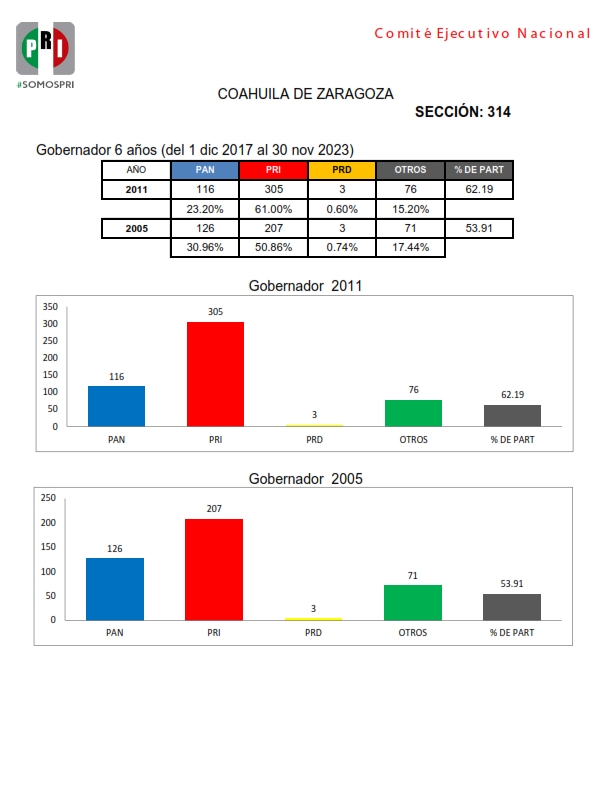 Comité Ejecutivo Nacional
PRI
#SOMOSPRI
COAHUILA DE ZARAGOZA
SECCIÓN: 314
Gobernador 6 años (del 1 dic 2017 al 30 nov 2023)
AÑO PAN PRI PRD OTROS % DE PART
2011 116 305 3 76 62.19
23.20% 61.00% 0.60% 15.20%
2005 126 207 3 71 53.91
30.96% 50.86% 0.74% 17.44%
Gobernador 2011
350
300
250
200
150
100
50
0
116
305
3
76
62.19
PAN PRI PRD OTROS % DE PART
Gobernador 2005
250
200
150
100
50
0
126
207
3
71
53.91
PAN PRI PRD OTROS % DE PART